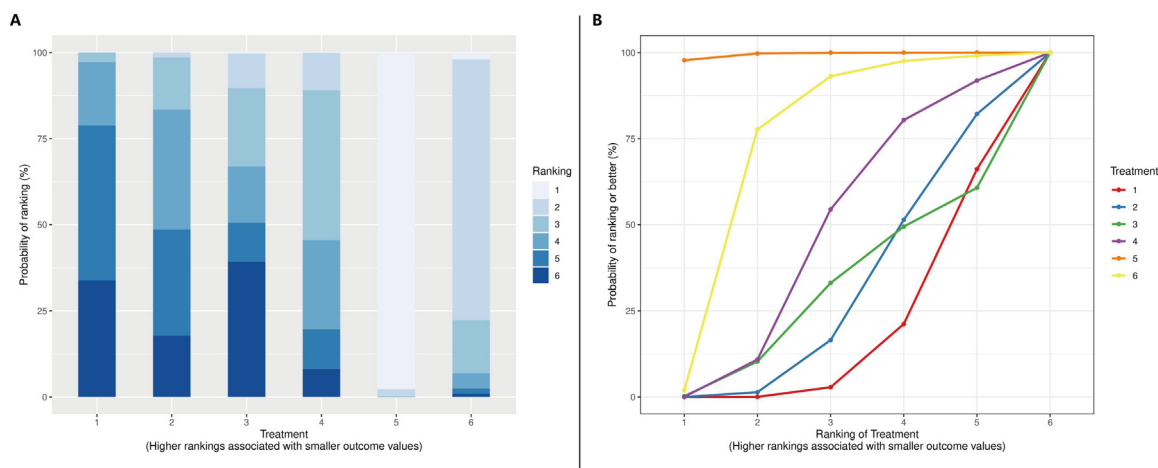 A
Probability of ranking (%)
100
75
50
25
0
1 2 3 4 5 6
Treatment
(Higher rankings associated with smaller outcome values)
Ranking
1
2
3
4
5
6
B
Probability of ranking or better (%)
100
75
50
25
0
1 2 3 4 5 6
Ranking of Treatment
(Higher rankings associated with smaller outcome values)
Treatment
1
2
3
4
5
6